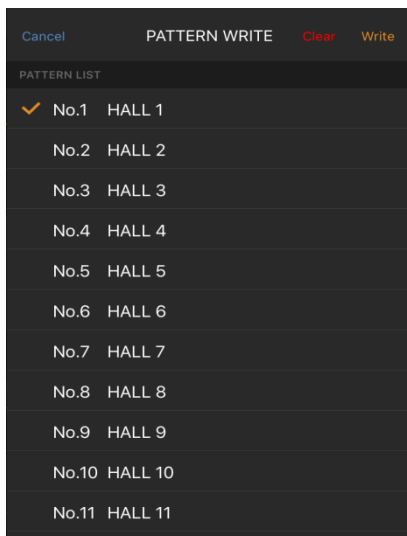 Cancel PATTERN WRITE Clear Write
PATTERN LIST
No.1 HALL 1
No.2 HALL 2
No.3 HALL 3
No.4 HALL 4
No.5 HALL 5
No.6 HALL 6
No.7 HALL 7
No.8 HALL 8
No.9 HALL 9
No.10 HALL 10
No.11 HALL 11